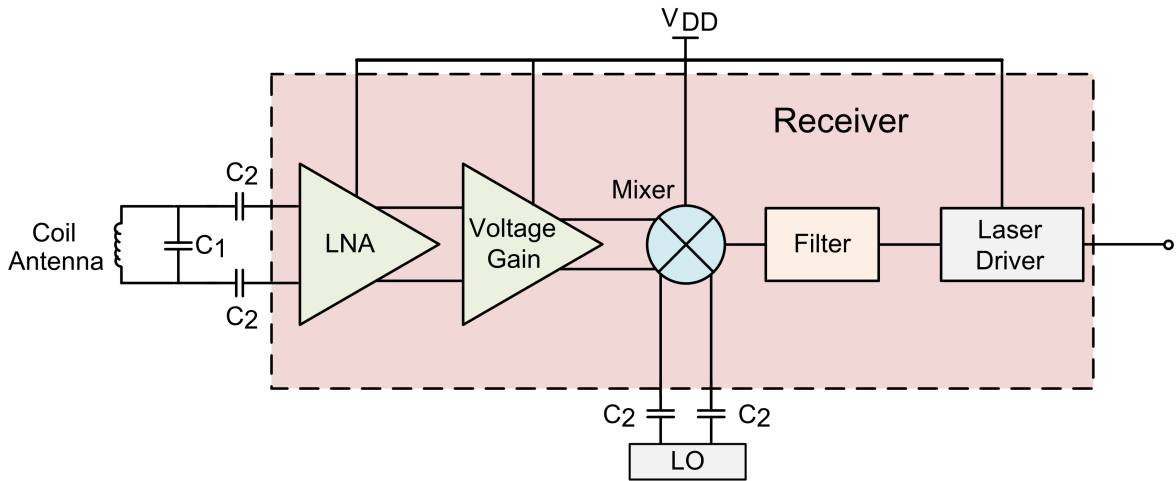 VDD
Receiver
C2
Mixer
Coil
Antenna
C1
LNA
Voltage
Gain
Filter
Laser
Driver
C2
C2
C2
LO